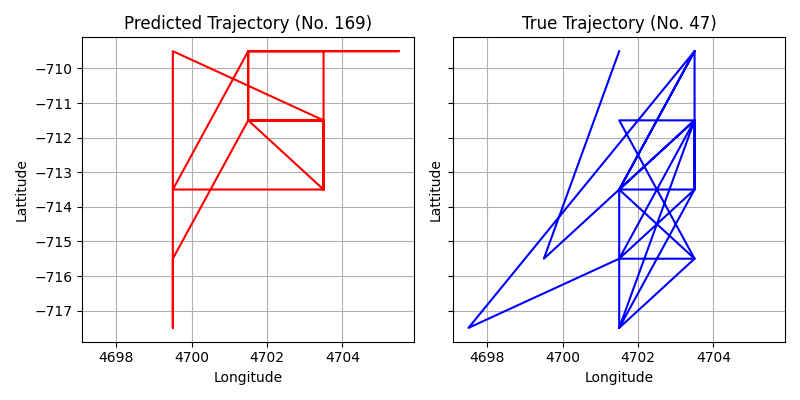 Predicted Trajectory (No. 169)
True Trajectory (No. 47)
−710
−711
−712
−713
−714
−715
−716
−717
Lattitude
Lattitude
4698 4700 4702 4704
4698 4700 4702 4704
Longitude
Longitude